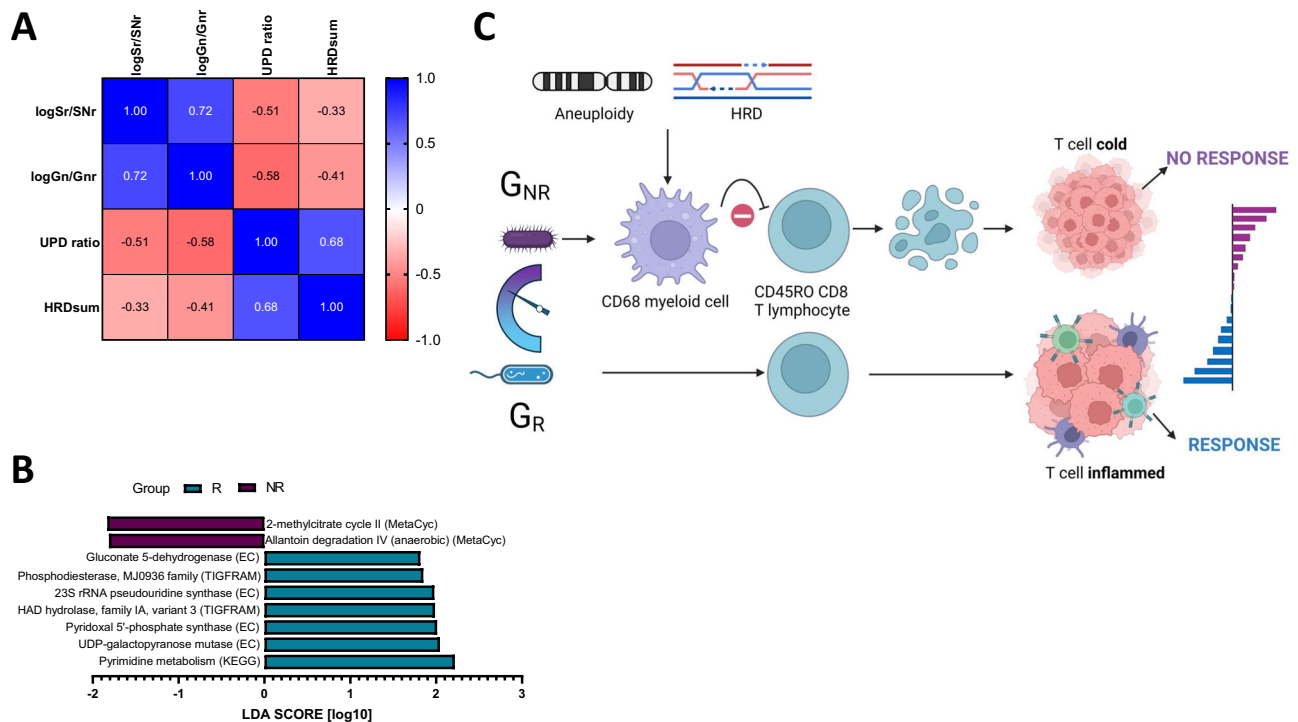 A
logSr/SNr
logGn/Gnr
UPD ratio
HRDsum
logSr/SNr
1.00
0.72
-0.51
-0.33
logGn/Gnr
0.72
1.00
-0.58
-0.41
UPD ratio
-0.51
-0.58
1.00
0.68
HRDsum
-0.33
-0.41
0.68
1.00
1.0
0.5
0
-0.5
-1.0
B
Group R NR
2-methylcitrate cycle II (MetaCyc)
Allantoin degradation IV (anaerobic) (MetaCyc)
Gluconate 5-dehydrogenase (EC)
Phosphodiesterase, MJ0936 family (TIGFRAM)
23S rRNA pseudouridine synthase (EC)
HAD hydrolase, family IA, variant 3 (TIGFRAM)
Pyridoxal 5'-phosphate synthase (EC)
UDP-galactopyranose mutase (EC)
Pyrimidine metabolism (KEGG)
-2 -1 0 1 2 3
LDA SCORE [log10]
C
Aneuploidy
HRD
GNR
CD68 myeloid cell
CD45RO CD8
T lymphocyte
T cell cold
NO RESPONSE
GR
T cell inflammed
RESPONSE